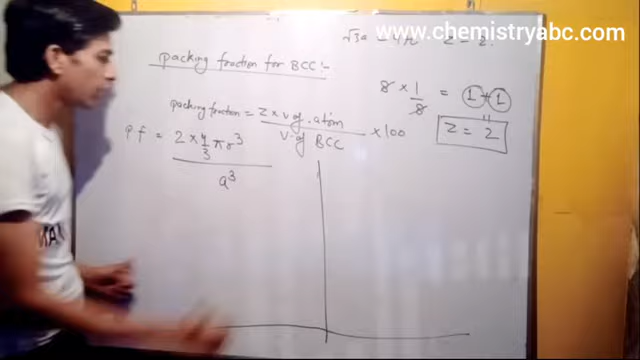 www.chemistryabc.com
√3a = 4r z = 2.
packing fraction for BCC:-
8 × 1/8 = 1 + 1
z = 2
packing fraction = Z × V of. atom / V. of BCC × 100
P f = 2 × 4/3 π r³ / a³